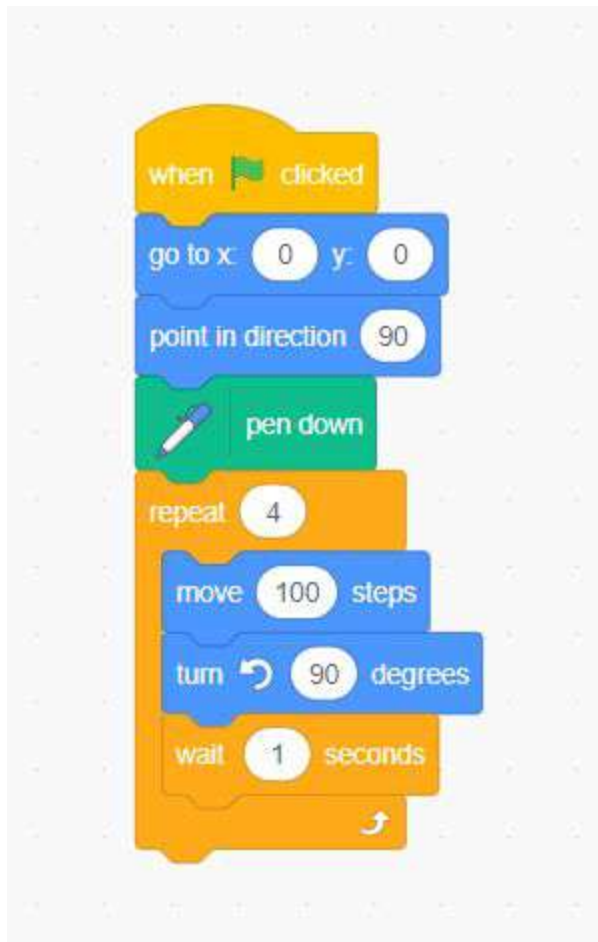 when clicked
go to x: 0 y: 0
point in direction 90
pen down
repeat 4
move 100 steps
turn 90 degrees
wait 1 seconds